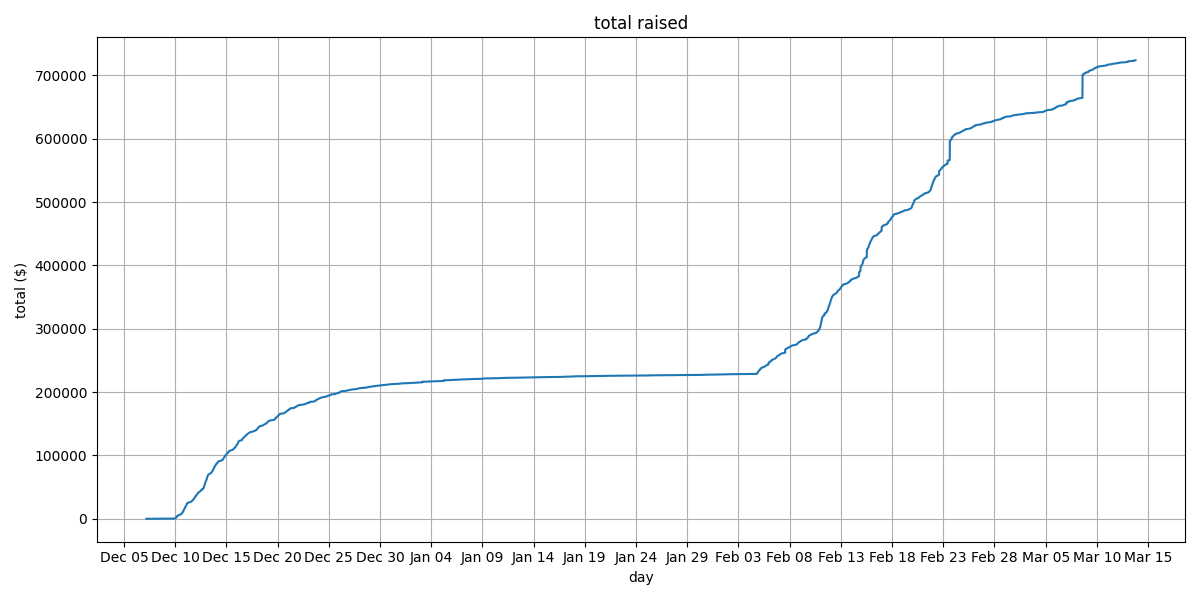 total raised
total ($)
700000
600000
500000
400000
300000
200000
100000
0
Dec 05 Dec 10 Dec 15 Dec 20 Dec 25 Dec 30 Jan 04 Jan 09 Jan 14 Jan 19 Jan 24 Jan 29 Feb 03 Feb 08 Feb 13 Feb 18 Feb 23 Feb 28 Mar 05 Mar 10 Mar 15
day